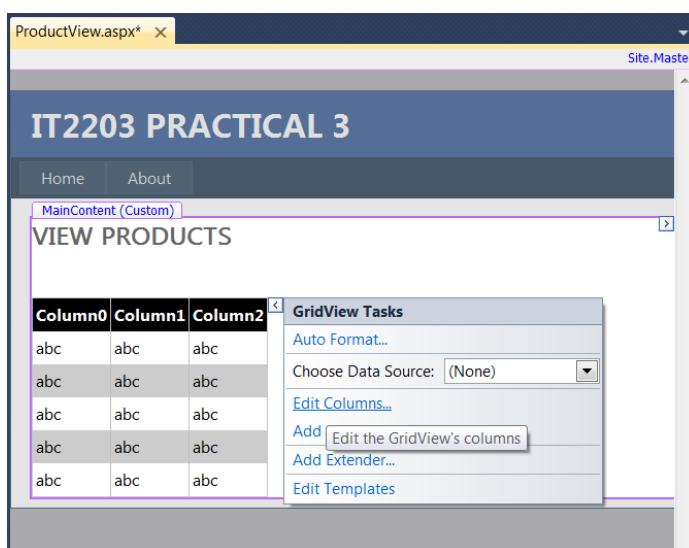 ProductView.aspx*
Site.Maste
IT2203 PRACTICAL 3
Home About
MainContent (Custom)
VIEW PRODUCTS
Column0 Column1 Column2
abc abc abc
abc abc abc
abc abc abc
abc abc abc
abc abc abc
GridView Tasks
Auto Format...
Choose Data Source: (None)
Edit Columns...
Add
Edit the GridView's columns
Add Extender...
Edit Templates